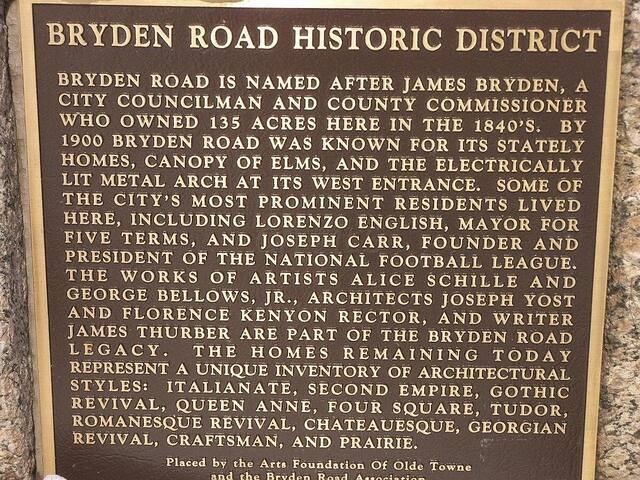 BRYDEN ROAD HISTORIC DISTRICT
BRYDEN ROAD IS NAMED AFTER JAMES BRYDEN, A
CITY COUNCILMAN AND COUNTY COMMISSIONER
WHO OWNED 135 ACRES HERE IN THE 1840'S. BY
1900 BRYDEN ROAD WAS KNOWN FOR ITS STATELY
HOMES, CANOPY OF ELMS, AND THE ELECTRICALLY
LIT METAL ARCH AT ITS WEST ENTRANCE. SOME OF
THE CITY'S MOST PROMINENT RESIDENTS LIVED
HERE, INCLUDING LORENZO ENGLISH, MAYOR FOR
FIVE TERMS, AND JOSEPH CARR, FOUNDER AND
PRESIDENT OF THE NATIONAL FOOTBALL LEAGUE.
THE WORKS OF ARTISTS ALICE SCHILLE AND
GEORGE BELLOWS, JR., ARCHITECTS JOSEPH YOST
AND FLORENCE KENYON RECTOR, AND WRITER
JAMES THURBER ARE PART OF THE BRYDEN ROAD
LEGACY. THE HOMES REMAINING TODAY
REPRESENT A UNIQUE INVENTORY OF ARCHITECTURAL
STYLES: ITALIANATE, SECOND EMPIRE, GOTHIC
REVIVAL, QUEEN ANNE, FOUR SQUARE, TUDOR,
ROMANESQUE REVIVAL, CHATEAUESQUE, GEORGIAN
REVIVAL, CRAFTSMAN, AND PRAIRIE.
Placed by the Arts Foundation Of Olde Towne
and the Bryden Road Association